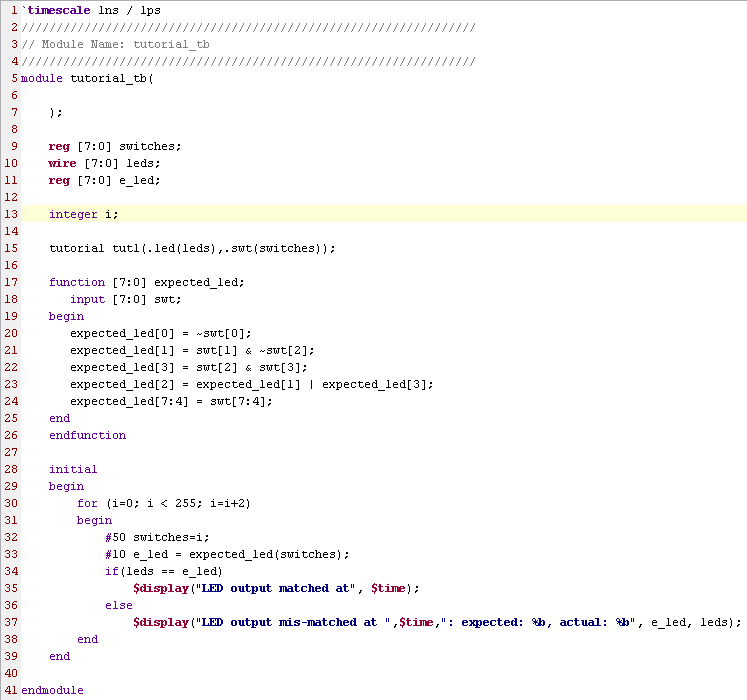 1 `timescale 1ns / 1ps
2 /////////////////////////////////////////////////////////////////
3 // Module Name: tutorial_tb
4 /////////////////////////////////////////////////////////////////
5 module tutorial_tb(
6
7     );
8
9     reg [7:0] switches;
10     wire [7:0] leds;
11     reg [7:0] e_led;
12
13     integer i;
14
15     tutorial tut1(.led(leds),.swt(switches));
16
17     function [7:0] expected_led;
18        input [7:0] swt;
19     begin
20        expected_led[0] = ~swt[0];
21        expected_led[1] = swt[1] & ~swt[2];
22        expected_led[3] = swt[2] & swt[3];
23        expected_led[2] = expected_led[1] | expected_led[3];
24        expected_led[7:4] = swt[7:4];
25     end
26     endfunction
27
28     initial
29     begin
30         for (i=0; i < 255; i=i+2)
31         begin
32             #50 switches=i;
33             #10 e_led = expected_led(switches);
34             if(leds == e_led)
35                 $display("LED output matched at", $time);
36             else
37                 $display("LED output mis-matched at ",$time,": expected: %b, actual: %b", e_led, leds);
38         end
39     end
40
41 endmodule